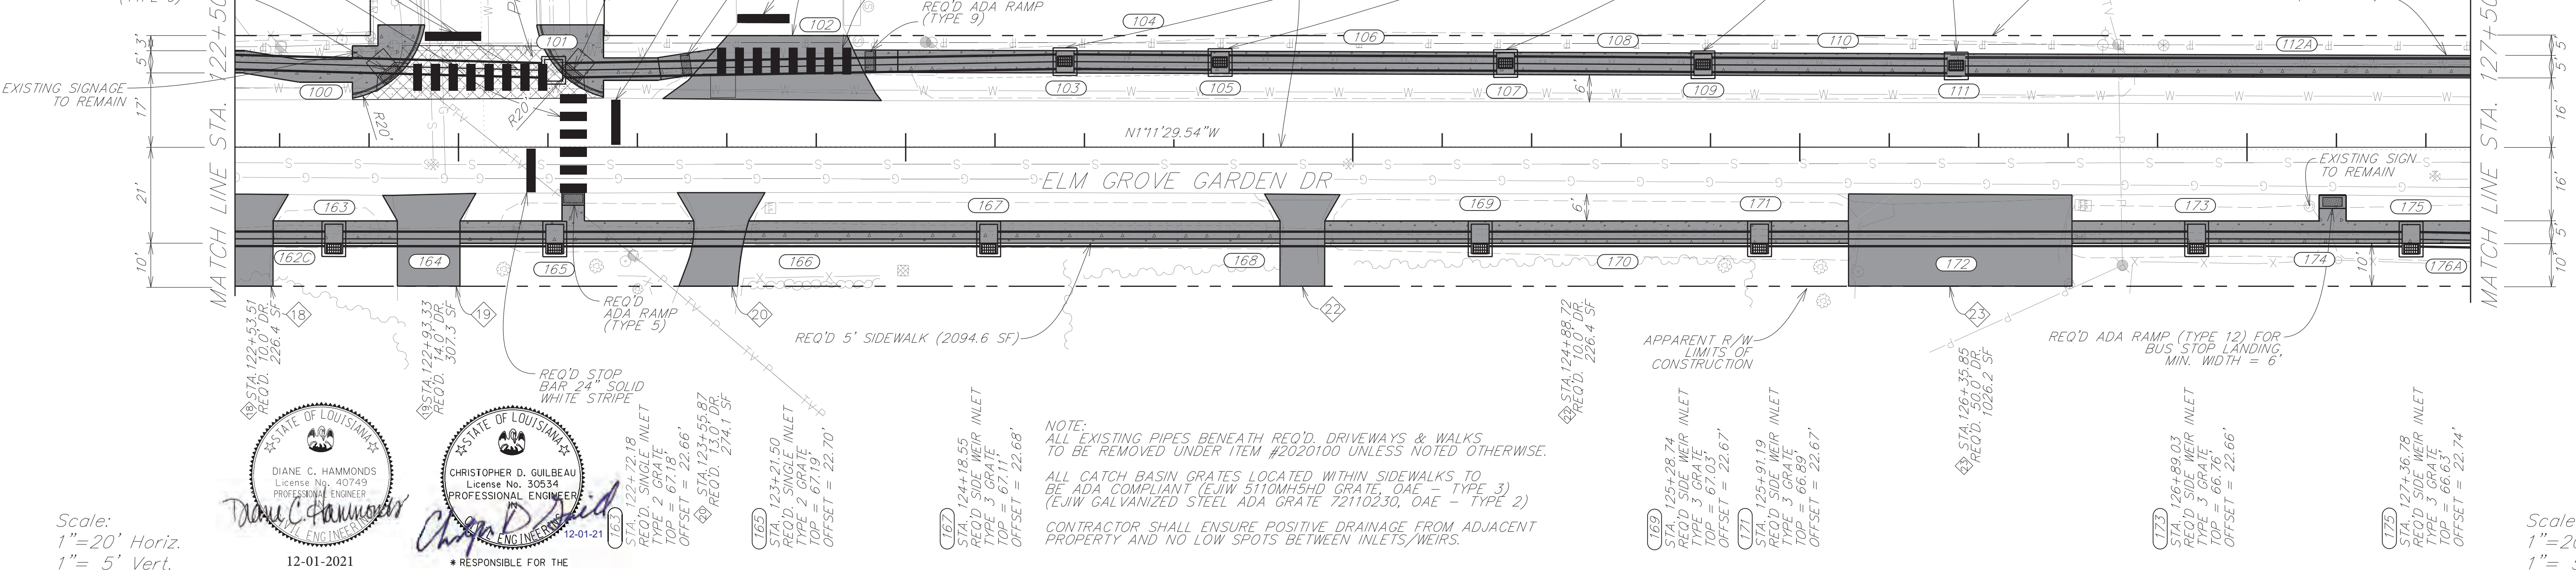 REQ'D ADA RAMP
(TYPE 9)
MATCH LINE STA. 122+50
MATCH LINE STA. 127+50
5' 3'
17'
21'
10'
EXISTING SIGNAGE
TO REMAIN
100
101
102
103
104
105
106
107
108
109
110
111
112A
R20'
R20'
6'
5'
5'
16'
16'
5'
10'
N1°11'29.54"W
ELM GROVE GARDEN DR
EXISTING SIGN
TO REMAIN
6'
10'
162C
163
164
165
166
167
168
169
170
171
172
173
174
175
176A
18
19
20
22
23
REQ'D
ADA RAMP
(TYPE 5)
REQ'D 5' SIDEWALK (2094.6 SF)
APPARENT R/W
LIMITS OF
CONSTRUCTION
REQ'D ADA RAMP (TYPE 12) FOR
BUS STOP LANDING
MIN. WIDTH = 6'
REQ'D STOP
BAR 24" SOLID
WHITE STRIPE
18 STA.122+53.51
REQ'D. 10.0' DR.
226.4 SF
19 STA.122+93.33
REQ'D. 14.0' DR.
307.3 SF
20 STA.123+55.87
REQ'D. 13.0' DR.
274.1 SF
STA.124+88.72
REQ'D. 10.0' DR.
226.4 SF
STA.126+35.85
REQ'D. 50.0' DR.
1026.2 SF
163
STA. 122+72.18
REQ'D. SINGLE INLET
TYPE 2 GRATE
TOP = 67.18'
OFFSET = 22.66'
165
STA. 123+21.50
REQ'D. SINGLE INLET
TYPE 2 GRATE
TOP = 67.19'
OFFSET = 22.70'
167
STA. 124+18.55
REQ'D SIDE WEIR INLET
TYPE 3 GRATE
TOP = 67.11'
OFFSET = 22.68'
NOTE:
ALL EXISTING PIPES BENEATH REQ'D. DRIVEWAYS & WALKS
TO BE REMOVED UNDER ITEM #2020100 UNLESS NOTED OTHERWISE.
ALL CATCH BASIN GRATES LOCATED WITHIN SIDEWALKS TO
BE ADA COMPLIANT (EJIW 5110MH5HD GRATE, OAE - TYPE 3)
(EJIW GALVANIZED STEEL ADA GRATE 72110230, OAE - TYPE 2)
CONTRACTOR SHALL ENSURE POSITIVE DRAINAGE FROM ADJACENT
PROPERTY AND NO LOW SPOTS BETWEEN INLETS/WEIRS.
169
STA. 125+28.74
REQ'D SIDE WEIR INLET
TYPE 3 GRATE
TOP = 67.03'
OFFSET = 22.67'
171
STA. 125+91.19
REQ'D SIDE WEIR INLET
TYPE 3 GRATE
TOP = 66.89'
OFFSET = 22.67'
173
STA. 126+89.03
REQ'D SIDE WEIR INLET
TYPE 3 GRATE
TOP = 66.76'
OFFSET = 22.66'
175
STA. 127+36.78
REQ'D SIDE WEIR INLET
TYPE 3 GRATE
TOP = 66.63'
OFFSET = 22.74'
STATE OF LOUISIANA
DIANE C. HAMMONDS
License No. 40749
PROFESSIONAL ENGINEER
Diane C. Hammonds
12-01-2021
STATE OF LOUISIANA
CHRISTOPHER D. GUILBEAU
License No. 30534
PROFESSIONAL ENGINEER
IN
ENGINEERING
12-01-21
* RESPONSIBLE FOR THE
Scale:
1"=20' Horiz.
1"= 5' Vert.